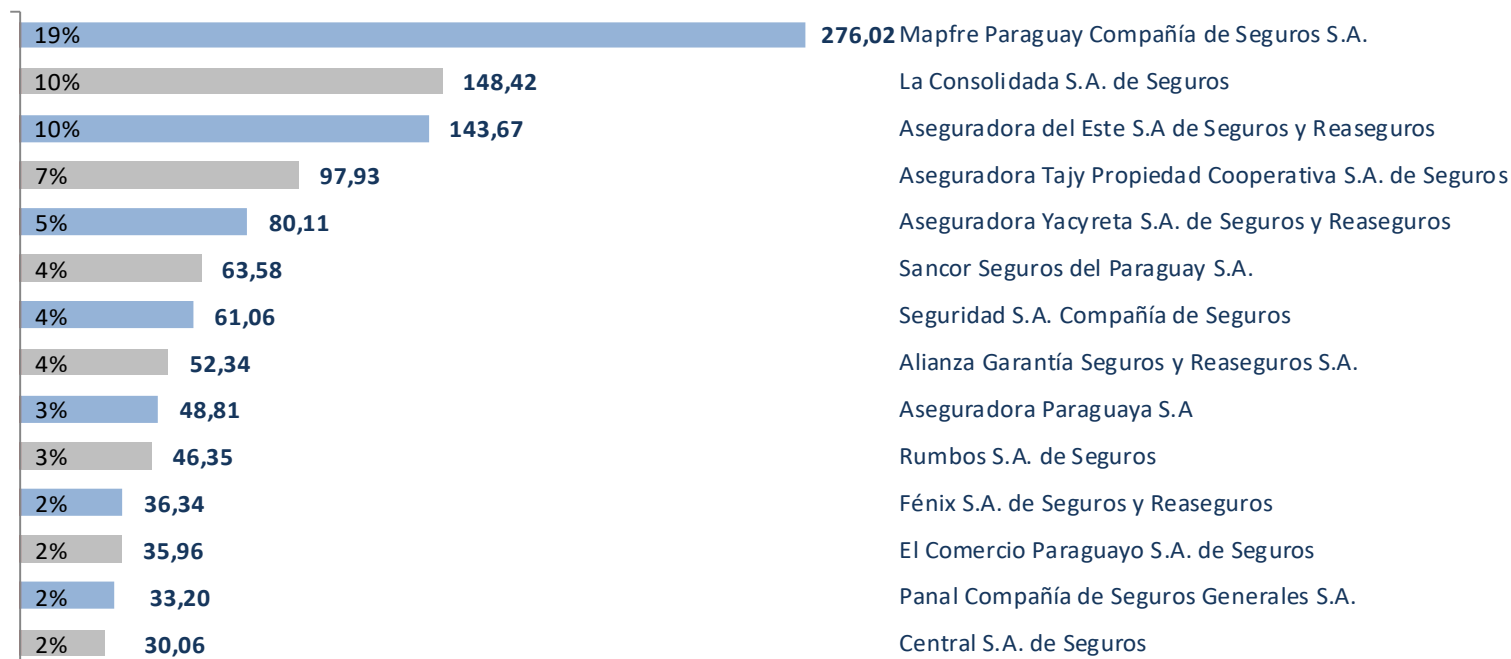 19% 276,02 Mapfre Paraguay Compañía de Seguros S.A.
10% 148,42 La Consolidada S.A. de Seguros
10% 143,67 Aseguradora del Este S.A de Seguros y Reaseguros
7% 97,93 Aseguradora Tajy Propiedad Cooperativa S.A. de Seguros
5% 80,11 Aseguradora Yacyreta S.A. de Seguros y Reaseguros
4% 63,58 Sancor Seguros del Paraguay S.A.
4% 61,06 Seguridad S.A. Compañía de Seguros
4% 52,34 Alianza Garantía Seguros y Reaseguros S.A.
3% 48,81 Aseguradora Paraguaya S.A
3% 46,35 Rumbos S.A. de Seguros
2% 36,34 Fénix S.A. de Seguros y Reaseguros
2% 35,96 El Comercio Paraguayo S.A. de Seguros
2% 33,20 Panal Compañía de Seguros Generales S.A.
2% 30,06 Central S.A. de Seguros